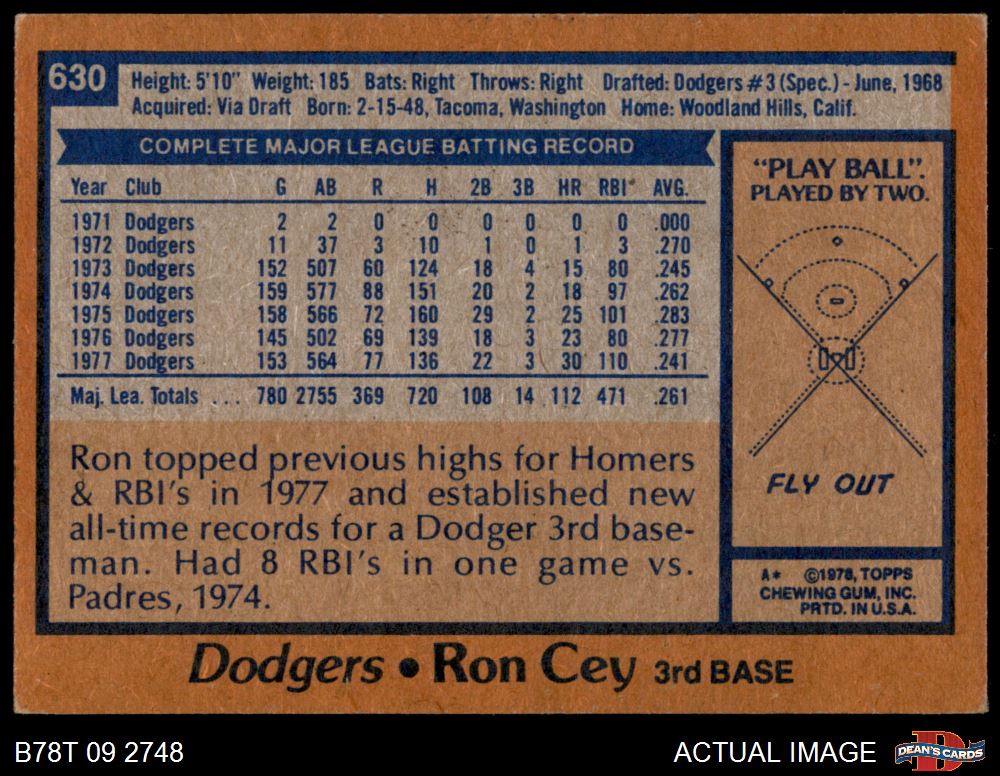 630
Height: 5'10" Weight: 185 Bats: Right Throws: Right Drafted: Dodgers #3 (Spec.) - June, 1968
Acquired: Via Draft Born: 2-15-48, Tacoma, Washington Home: Woodland Hills, Calif.
COMPLETE MAJOR LEAGUE BATTING RECORD
Year Club G AB R H 2B 3B HR RBI AVG.
1971 Dodgers 2 2 0 0 0 0 0 0 .000
1972 Dodgers 11 37 3 10 1 0 1 3 .270
1973 Dodgers 152 507 60 124 18 4 15 80 .245
1974 Dodgers 159 577 88 151 20 2 18 97 .262
1975 Dodgers 158 566 72 160 29 2 25 101 .283
1976 Dodgers 145 502 69 139 18 3 23 80 .277
1977 Dodgers 153 564 77 136 22 3 30 110 .241
Maj. Lea. Totals . . . 780 2755 369 720 108 14 112 471 .261
Ron topped previous highs for Homers
& RBI's in 1977 and established new
all-time records for a Dodger 3rd base-
man. Had 8 RBI's in one game vs.
Padres, 1974.
"PLAY BALL".
PLAYED BY TWO.
FLY OUT
A* ©1978, TOPPS
CHEWING GUM, INC.
PRTD. IN U.S.A.
Dodgers • Ron Cey 3rd BASE
B78T 09 2748
ACTUAL IMAGE
DEAN'S CARDS